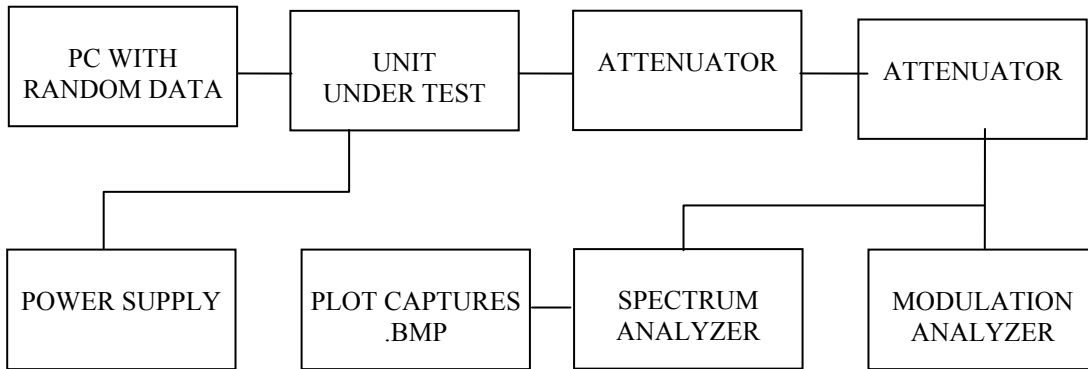 PC WITH
RANDOM DATA
UNIT
UNDER TEST
ATTENUATOR
ATTENUATOR
POWER SUPPLY
PLOT CAPTURES
.BMP
SPECTRUM
ANALYZER
MODULATION
ANALYZER